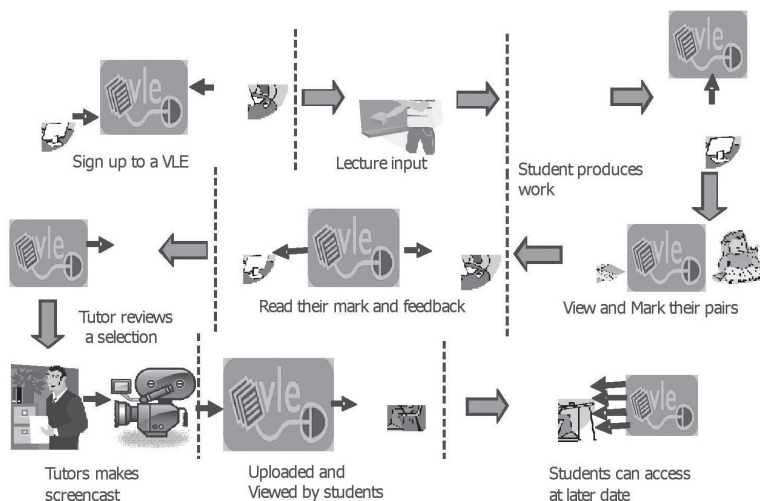 vle
vle
Sign up to a VLE
Lecture input
Student produces
work
vle
vle
vle
Read their mark and feedback
View and Mark their pairs
Tutor reviews
a selection
vle
vle
Tutors makes
screencast
Uploaded and
Viewed by students
Students can access
at later date